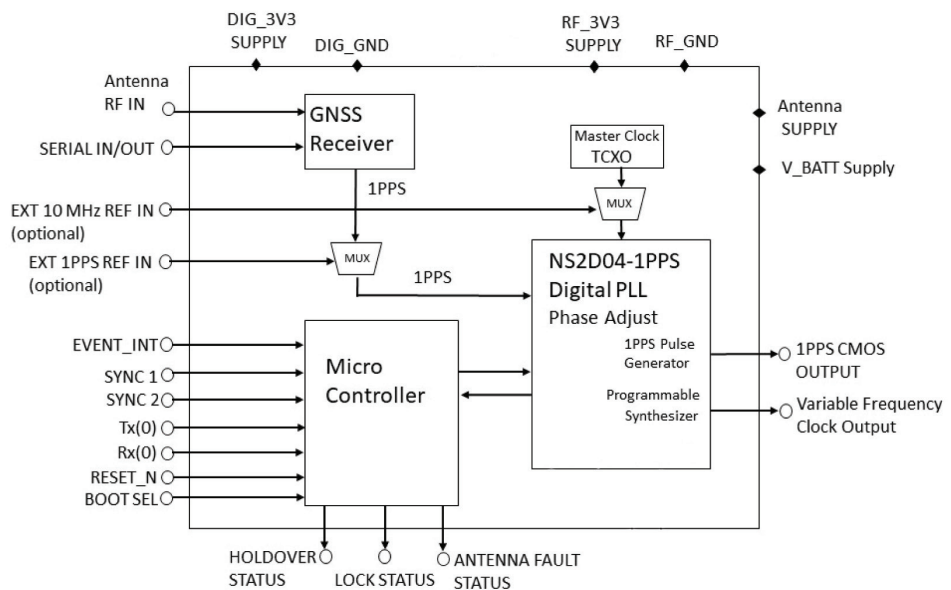 DIG_3V3
SUPPLY
DIG_GND
RF_3V3
SUPPLY
RF_GND
Antenna
RF IN
GNSS
Receiver
Antenna
SUPPLY
SERIAL IN/OUT
Master Clock
TCXO
V_BATT Supply
1PPS
MUX
EXT 10 MHz REF IN
(optional)
EXT 1PPS REF IN
(optional)
MUX
1PPS
NS2D04-1PPS
Digital PLL
Phase Adjust
1PPS Pulse
Generator
Programmable
Synthesizer
1PPS CMOS
OUTPUT
Variable Frequency
Clock Output
EVENT_INT
SYNC 1
SYNC 2
Tx(0)
Rx(0)
RESET_N
BOOT SEL
Micro
Controller
HOLDOVER
STATUS
LOCK STATUS
ANTENNA FAULT
STATUS